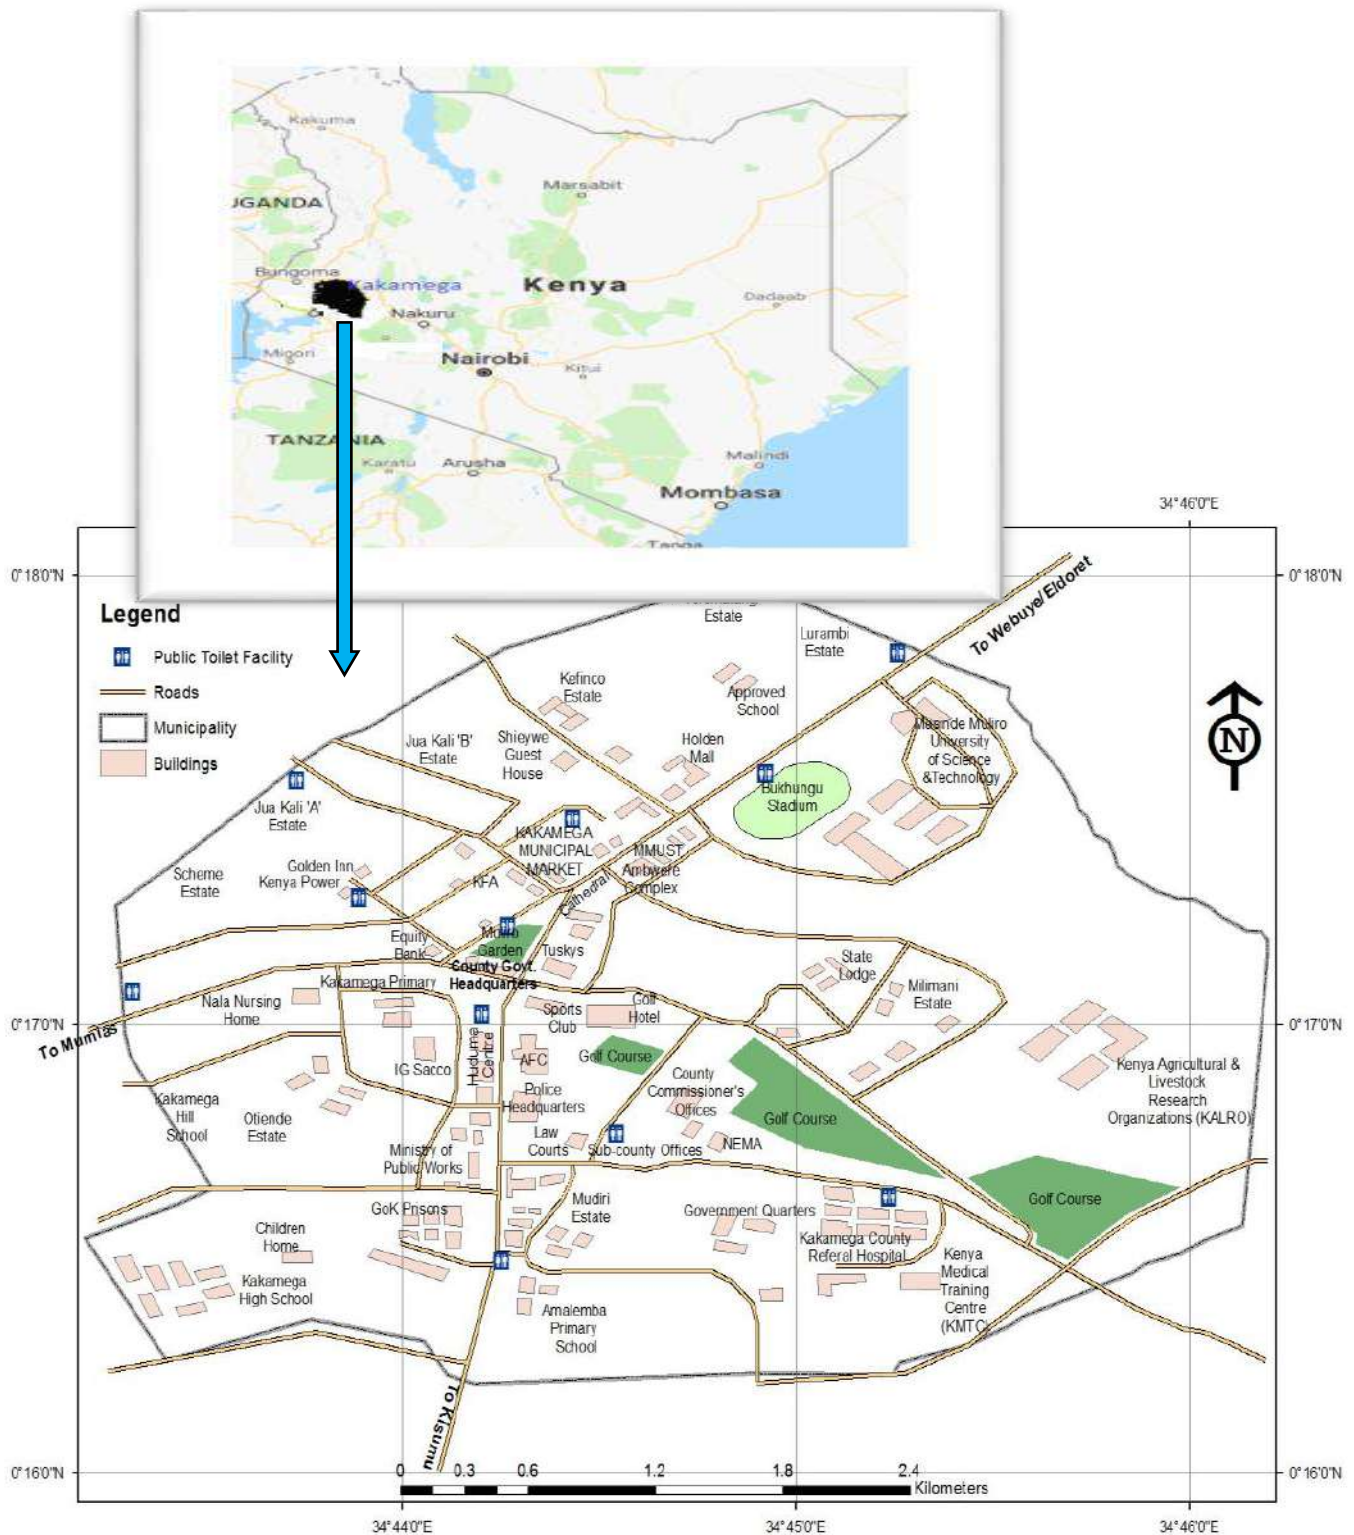 Kakuma
Marsabit
UGANDA
Bungoma
Kakamega
Kenya
Dadaab
Nakuru
Migori
Nairobi
Kitui
TANZANIA
Karatu
Arusha
Malindi
Mombasa
Tanga
34°46'0"E
0°18'0"N
0°18'0"N
Legend
Public Toilet Facility
Roads
Municipality
Buildings
Estate
Lurambi
Estate
To Webuye/Eldoret
Kefinco
Estate
Approved
School
Masinde Muliro
University
of Science
&Technology
N
Jua Kali 'B'
Estate
Shieywe
Guest
House
Holden
Mall
Bukhungu
Stadium
Jua Kali 'A'
Estate
KAKAMEGA
MUNICIPAL
MARKET
MMUST
Ambwere
Complex
Scheme
Estate
Golden Inn
Kenya Power
KFA
Cathedral
Equity
Bank
Muliro
Garden
Tuskys
County Govt.
Headquarters
State
Lodge
Milimani
Estate
Kakamega Primary
Nala Nursing
Home
Sports
Club
Golf
Hotel
0°17'0"N
0°17'0"N
To Mumias
IG Sacco
Huduma
Centre
AFC
Golf Course
County
Commissioner's
Offices
Golf Course
Kenya Agricultural &
Livestock
Research
Organizations (KALRO)
Kakamega
Hill
School
Otiende
Estate
Police
Headquarters
Law
Courts
Sub-county Offices
NEMA
Ministry of
Public Works
GoK Prisons
Mudiri
Estate
Government Quarters
Golf Course
Children
Home
Kakamega County
Referal Hospital
Kakamega
High School
Kenya
Medical
Training
Centre
(KMTC)
Amalemba
Primary
School
To Kisumu
0°16'0"N
0°16'0"N
0 0.3 0.6 1.2 1.8 2.4
Kilometers
34°44'0"E
34°45'0"E
34°46'0"E